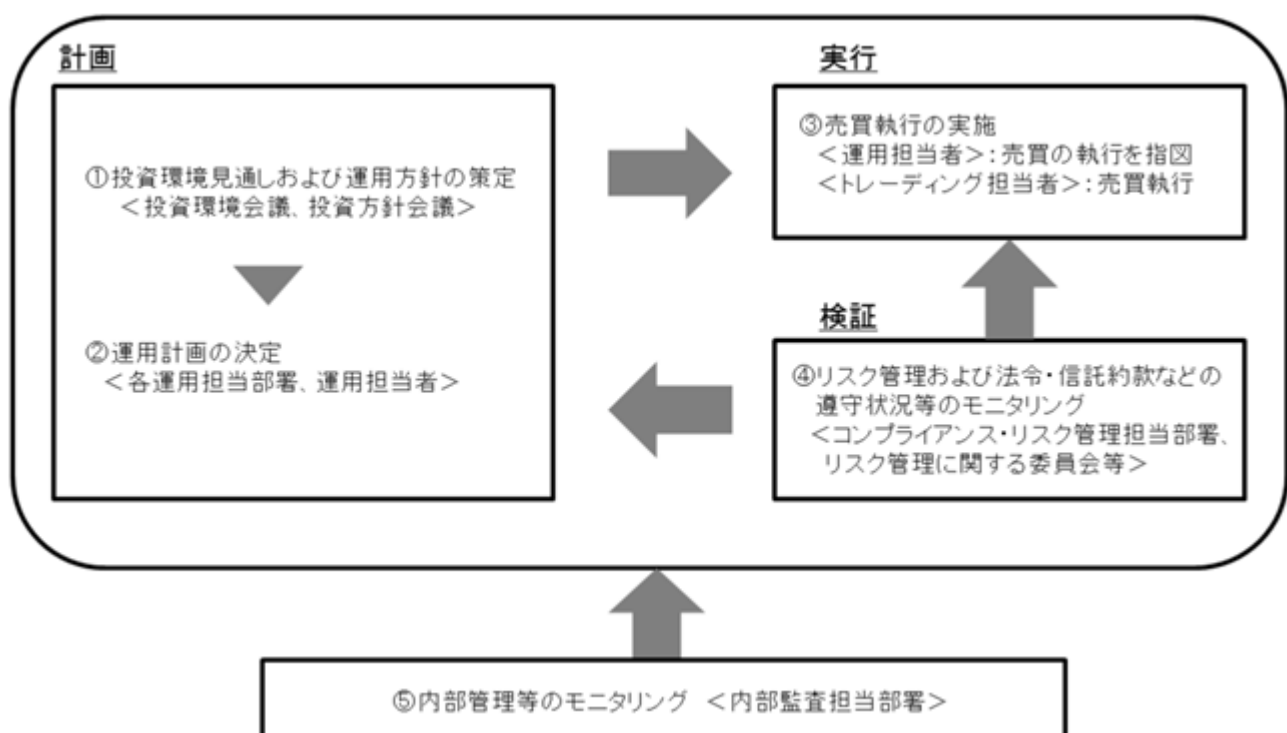 計画
①投資環境見通しおよび運用方針の策定
＜投資環境会議、投資方針会議＞
②運用計画の決定
＜各運用担当部署、運用担当者＞
実行
③売買執行の実施
＜運用担当者＞：売買の執行を指図
＜トレーディング担当者＞：売買執行
検証
④リスク管理および法令・信託約款などの
遵守状況等のモニタリング
＜コンプライアンス・リスク管理担当部署、
リスク管理に関する委員会等＞
⑤内部管理等のモニタリング ＜内部監査担当部署＞